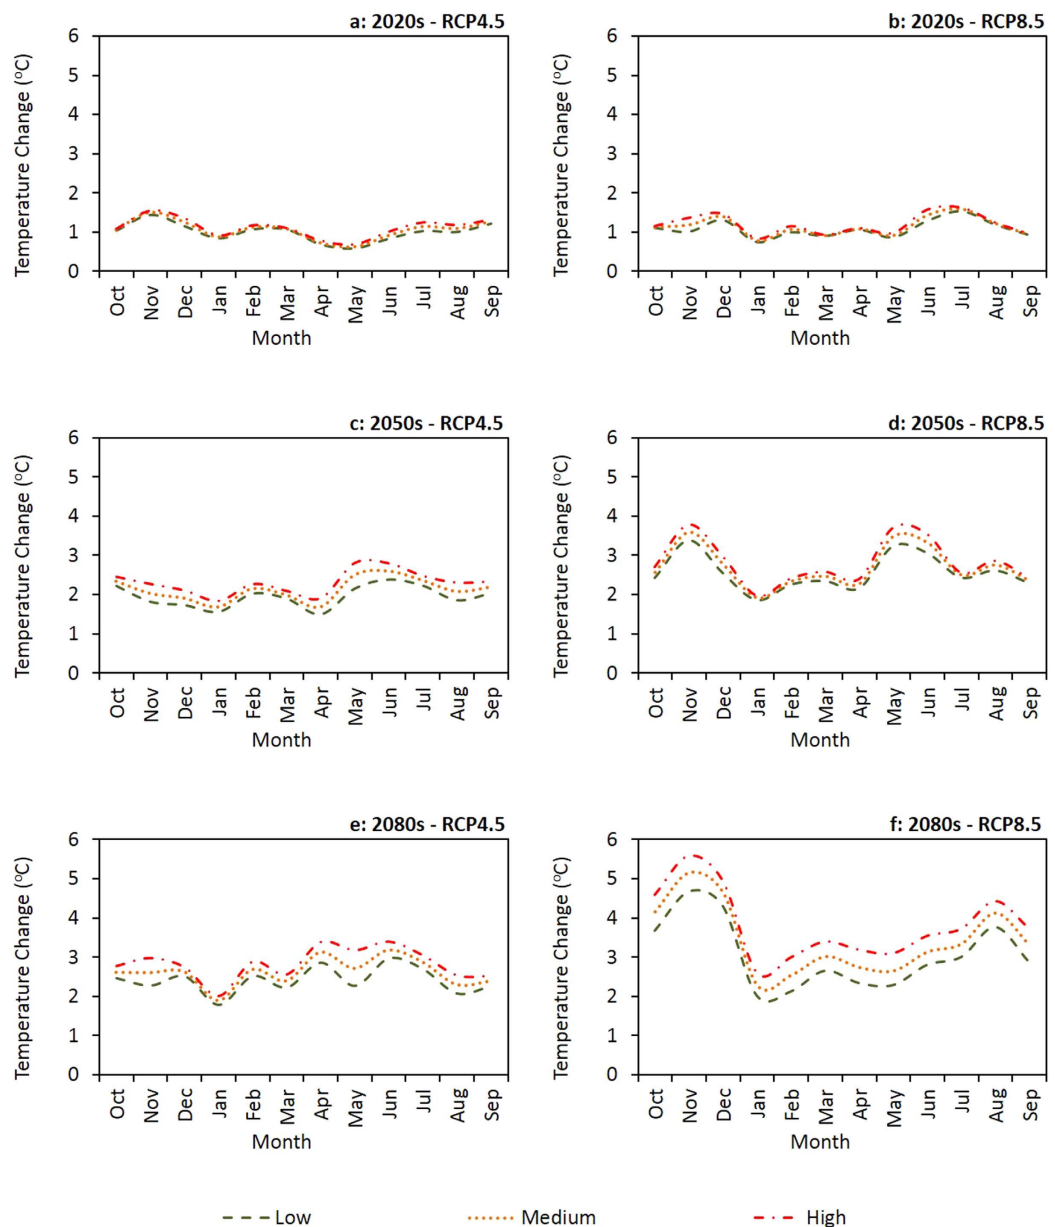 a: 2020s - RCP4.5
Temperature Change (°C)
6
5
4
3
2
1
0
Oct
Nov
Dec
Jan
Feb
Mar
Apr
May
Jun
Jul
Aug
Sep
Month
b: 2020s - RCP8.5
Temperature Change (°C)
6
5
4
3
2
1
0
Oct
Nov
Dec
Jan
Feb
Mar
Apr
May
Jun
Jul
Aug
Sep
Month
c: 2050s - RCP4.5
Temperature Change (°C)
6
5
4
3
2
1
0
Oct
Nov
Dec
Jan
Feb
Mar
Apr
May
Jun
Jul
Aug
Sep
Month
d: 2050s - RCP8.5
Temperature Change (°C)
6
5
4
3
2
1
0
Oct
Nov
Dec
Jan
Feb
Mar
Apr
May
Jun
Jul
Aug
Sep
Month
e: 2080s - RCP4.5
Temperature Change (°C)
6
5
4
3
2
1
0
Oct
Nov
Dec
Jan
Feb
Mar
Apr
May
Jun
Jul
Aug
Sep
Month
f: 2080s - RCP8.5
Temperature Change (°C)
6
5
4
3
2
1
0
Oct
Nov
Dec
Jan
Feb
Mar
Apr
May
Jun
Jul
Aug
Sep
Month
Low
Medium
High